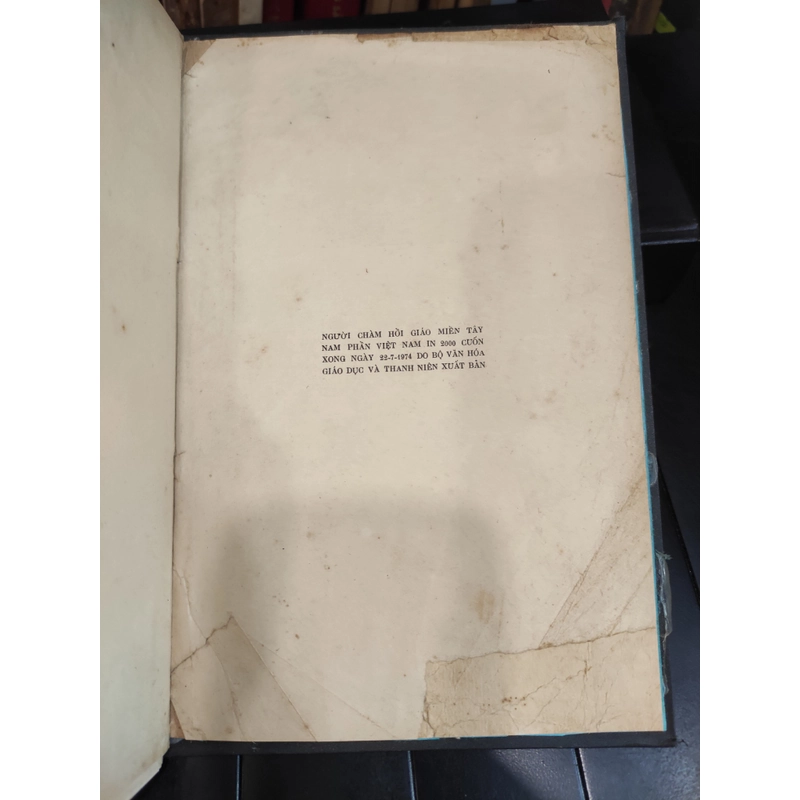 NGƯỜI CHÀM HỒI GIÁO MIỀN TÂY
NAM PHẦN VIỆT NAM IN 2000 CUỐN
XONG NGÀY 22-7-1974 DO BỘ VĂN HÓA
GIÁO DỤC VÀ THANH NIÊN XUẤT BẢN